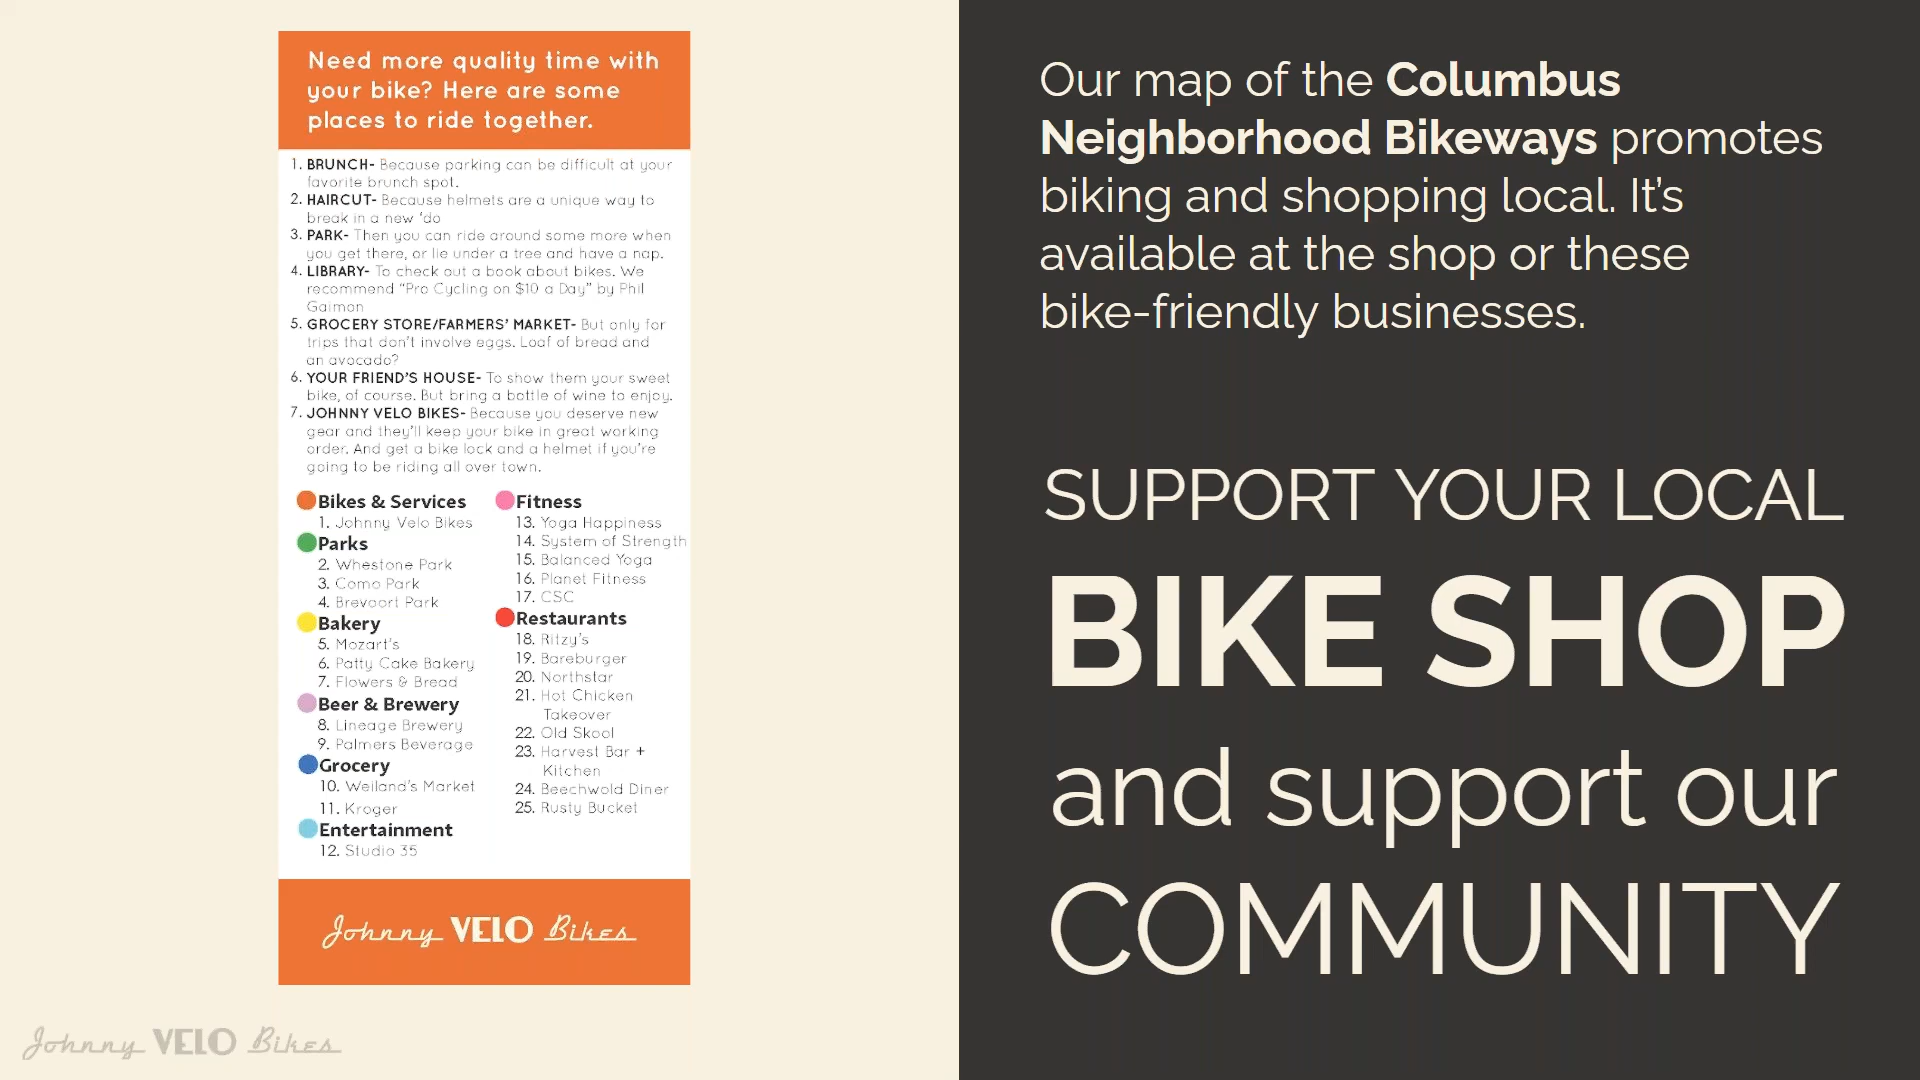 Need more quality time with
your bike? Here are some
places to ride together.
1. BRUNCH- Because parking can be difficult at your
favorite brunch spot.
2. HAIRCUT- Because helmets are a unique way to
break in a new 'do
3. PARK- Then you can ride around some more when
you get there, or lie under a tree and have a nap.
4. LIBRARY- To check out a book about bikes. We
recommend “Pro Cycling on $10 a Day” by Phil
Gaimon
5. GROCERY STORE/FARMERS’ MARKET- But only for
trips that don’t involve eggs. Loaf of bread and
an avocado?
6. YOUR FRIEND’S HOUSE- To show them your sweet
bike, of course. But bring a bottle of wine to enjoy.
7. JOHNNY VELO BIKES- Because you deserve new
gear and they’ll keep your bike in great working
order. And get a bike lock and a helmet if you’re
going to be riding all over town.
Bikes & Services
1. Johnny Velo Bikes
Parks
2. Whestone Park
3. Como Park
4. Brevoort Park
Bakery
5. Mozart's
6. Patty Cake Bakery
7. Flowers & Bread
Beer & Brewery
8. Lineage Brewery
9. Palmers Beverage
Grocery
10. Weiland's Market
11. Kroger
Entertainment
12. Studio 35
Fitness
13. Yoga Happiness
14. System of Strength
15. Balanced Yoga
16. Planet Fitness
17. CSC
Restaurants
18. Ritzy's
19. Bareburger
20. Northstar
21. Hot Chicken
Takeover
22. Old Skool
23. Harvest Bar +
Kitchen
24. Beechwold Diner
25. Rusty Bucket
Johnny VELO Bikes
Johnny VELO Bikes
Our map of the Columbus
Neighborhood Bikeways promotes
biking and shopping local. It’s
available at the shop or these
bike-friendly businesses.
SUPPORT YOUR LOCAL
BIKE SHOP
and support our
COMMUNITY